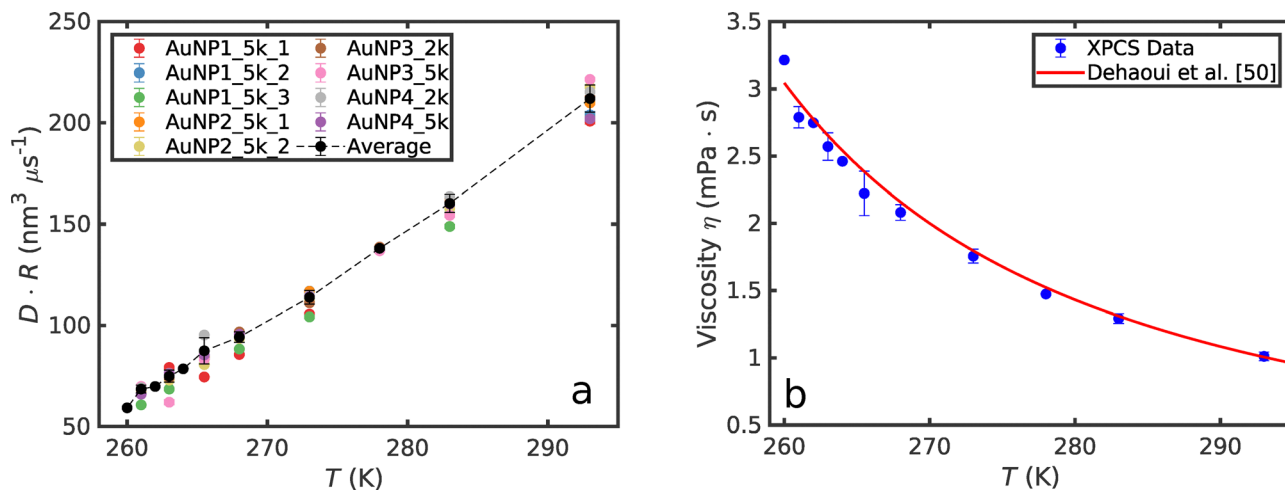 250
200
150
100
50
D · R (nm³ μs⁻¹)
AuNP1_5k_1
AuNP1_5k_2
AuNP1_5k_3
AuNP2_5k_1
AuNP2_5k_2
AuNP3_2k
AuNP3_5k
AuNP4_2k
AuNP4_5k
Average
a
260 270 280 290
T (K)
3.5
3
2.5
2
1.5
1
0.5
Viscosity η (mPa · s)
XPCS Data
Dehaoui et al. [50]
b
260 270 280 290
T (K)